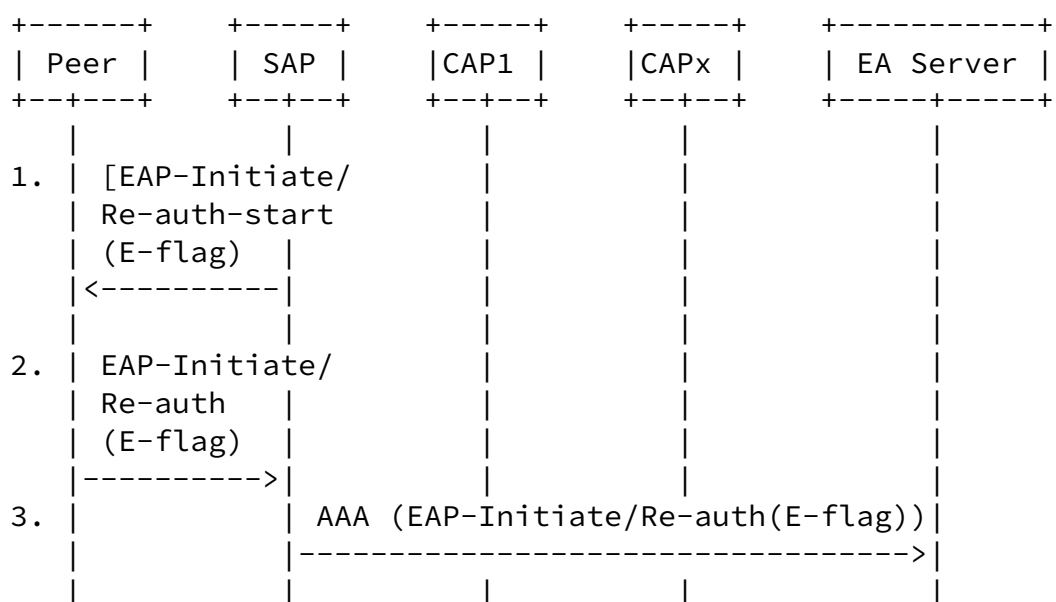 +------+     +-----+     +-----+     +-----+     +-----------+
| Peer |     | SAP |     |CAP1 |     |CAPx |     | EA Server |
+--+---+     +--+--+     +--+--+     +--+--+     +-----+-----+
   |            |           |           |              |
1. | [EAP-Initiate/         |           |              |
   | Re-auth-start          |           |              |
   | (E-flag)   |           |           |              |
   |<-----------|           |           |              |
   |            |           |           |              |
2. | EAP-Initiate/          |           |              |
   | Re-auth    |           |           |              |
   | (E-flag)   |           |           |              |
   |----------->|           |           |              |
3. |            | AAA (EAP-Initiate/Re-auth(E-flag))|
   |            |---------------------------------->|
   |            |           |           |              |